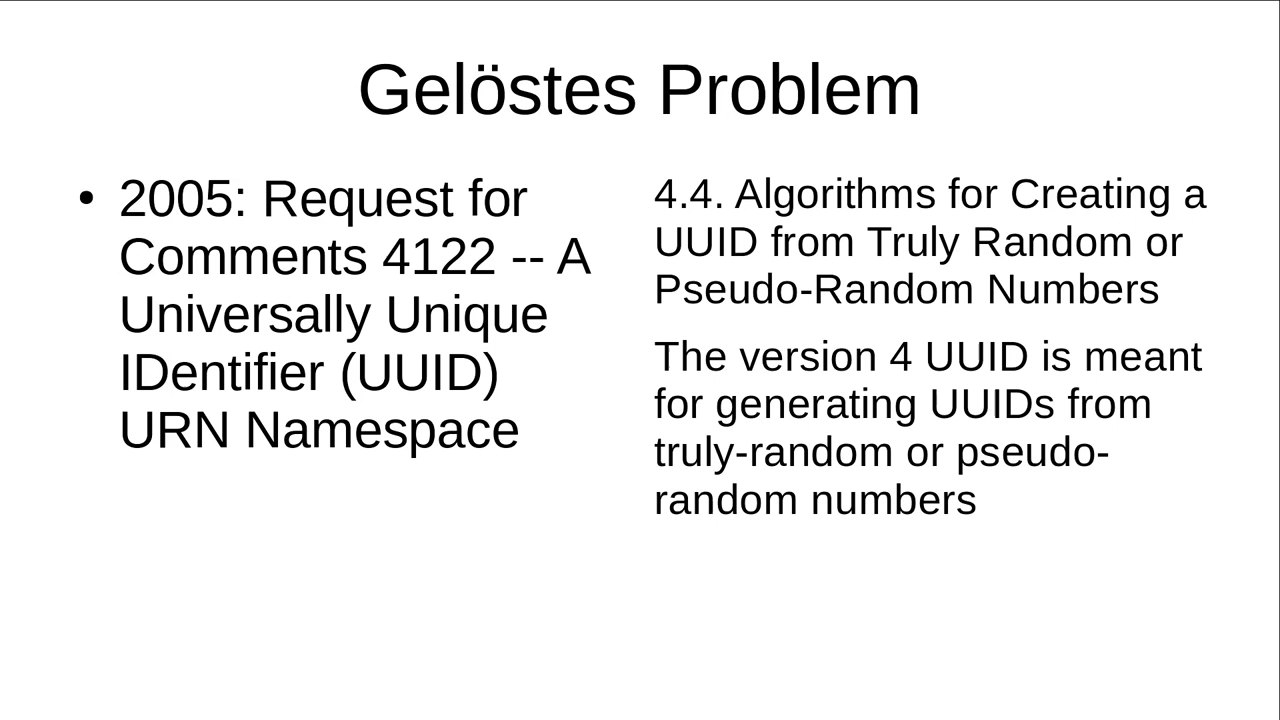 Gelöstes Problem
• 2005: Request for
Comments 4122 -- A
Universally Unique
IDentifier (UUID)
URN Namespace
4.4. Algorithms for Creating a
UUID from Truly Random or
Pseudo-Random Numbers
The version 4 UUID is meant
for generating UUIDs from
truly-random or pseudo-
random numbers